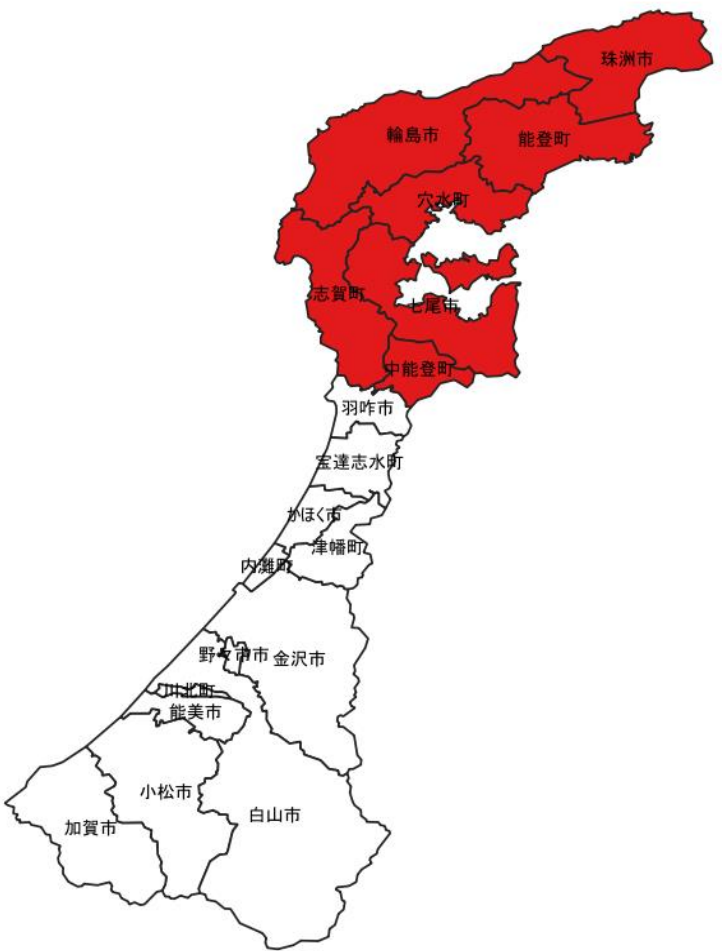 珠洲市
輪島市
能登町
穴水町
志賀町
七尾市
中能登町
羽咋市
宝達志水町
かほく市
津幡町
内灘町
野々市市
金沢市
川北町
能美市
小松市
白山市
加賀市